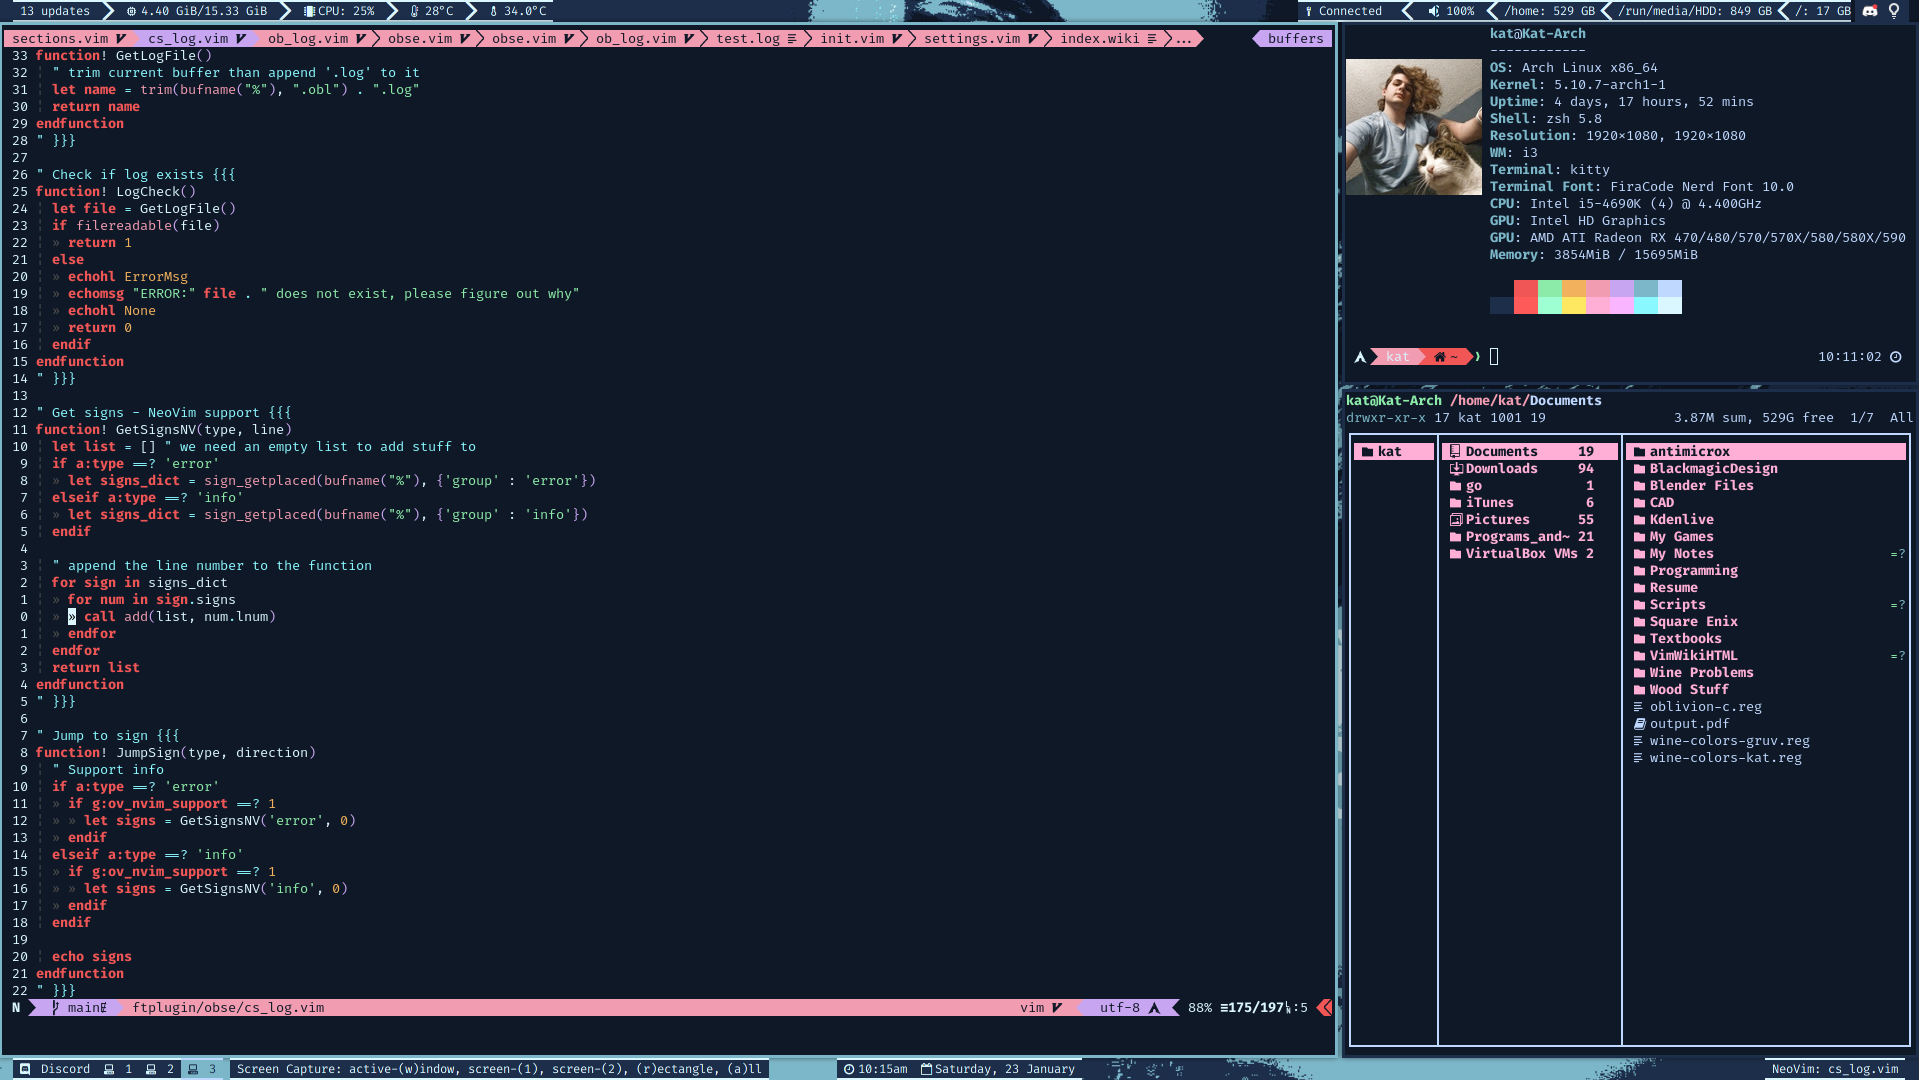 13 updates 4.40 GiB/15.33 GiB CPU: 25% 28°C 34.0°C Connected 100% /home: 529 GB /run/media/HDD: 849 GB /: 17 GB
sections.vim cs_log.vim ob_log.vim obse.vim obse.vim ob_log.vim test.log init.vim settings.vim index.wiki ... buffers
33 function! GetLogFile()
32 " trim current buffer than append '.log' to it
31 let name = trim(bufname("%"), ".obl") . ".log"
30 return name
29 endfunction
28 " }}}
27
26 " Check if log exists {{{
25 function! LogCheck()
24 let file = GetLogFile()
23 if filereadable(file)
22 » return 1
21 else
20 » echohl ErrorMsg
19 » echomsg "ERROR:" file . " does not exist, please figure out why"
18 » echohl None
17 » return 0
16 endif
15 endfunction
14 " }}}
13
12 " Get signs - NeoVim support {{{
11 function! GetSignsNV(type, line)
10 let list = [] " we need an empty list to add stuff to
9 if a:type ==? 'error'
8 » let signs_dict = sign_getplaced(bufname("%"), {'group' : 'error'})
7 elseif a:type ==? 'info'
6 » let signs_dict = sign_getplaced(bufname("%"), {'group' : 'info'})
5 endif
4
3 " append the line number to the function
2 for sign in signs_dict
1 » for num in sign.signs
0 » » call add(list, num.lnum)
1 » endfor
2 endfor
3 return list
4 endfunction
5 " }}}
6
7 " Jump to sign {{{
8 function! JumpSign(type, direction)
9 " Support info
10 if a:type ==? 'error'
11 » if g:ov_nvim_support ==? 1
12 » » let signs = GetSignsNV('error', 0)
13 » endif
14 elseif a:type ==? 'info'
15 » if g:ov_nvim_support ==? 1
16 » » let signs = GetSignsNV('info', 0)
17 » endif
18 endif
19
20 echo signs
21 endfunction
22 " }}}
N main ftplugin/obse/cs_log.vim vim utf-8 88% 175/197 :5
kat@Kat-Arch
------------
OS: Arch Linux x86_64
Kernel: 5.10.7-arch1-1
Uptime: 4 days, 17 hours, 52 mins
Shell: zsh 5.8
Resolution: 1920×1080, 1920×1080
WM: i3
Terminal: kitty
Terminal Font: FiraCode Nerd Font 10.0
CPU: Intel i5-4690K (4) @ 4.400GHz
GPU: Intel HD Graphics
GPU: AMD ATI Radeon RX 470/480/570/570X/580/580X/590
Memory: 3854MiB / 15695MiB
kat ~ 10:11:02
kat@Kat-Arch /home/kat/Documents
drwxr-xr-x 17 kat 1001 19 3.87M sum, 529G free 1/7 All
kat Documents 19 antimicrox
Downloads 94 BlackmagicDesign
go 1 Blender Files
iTunes 6 CAD
Pictures 55 Kdenlive
Programs_and~ 21 My Games
VirtualBox VMs 2 My Notes =?
Programming
Resume
Scripts =?
Square Enix
Textbooks
VimWikiHTML =?
Wine Problems
Wood Stuff
oblivion-c.reg
output.pdf
wine-colors-gruv.reg
wine-colors-kat.reg
Discord 1 2 3 Screen Capture: active-(w)indow, screen-(1), screen-(2), (r)ectangle, (a)ll 10:15am Saturday, 23 January NeoVim: cs_log.vim